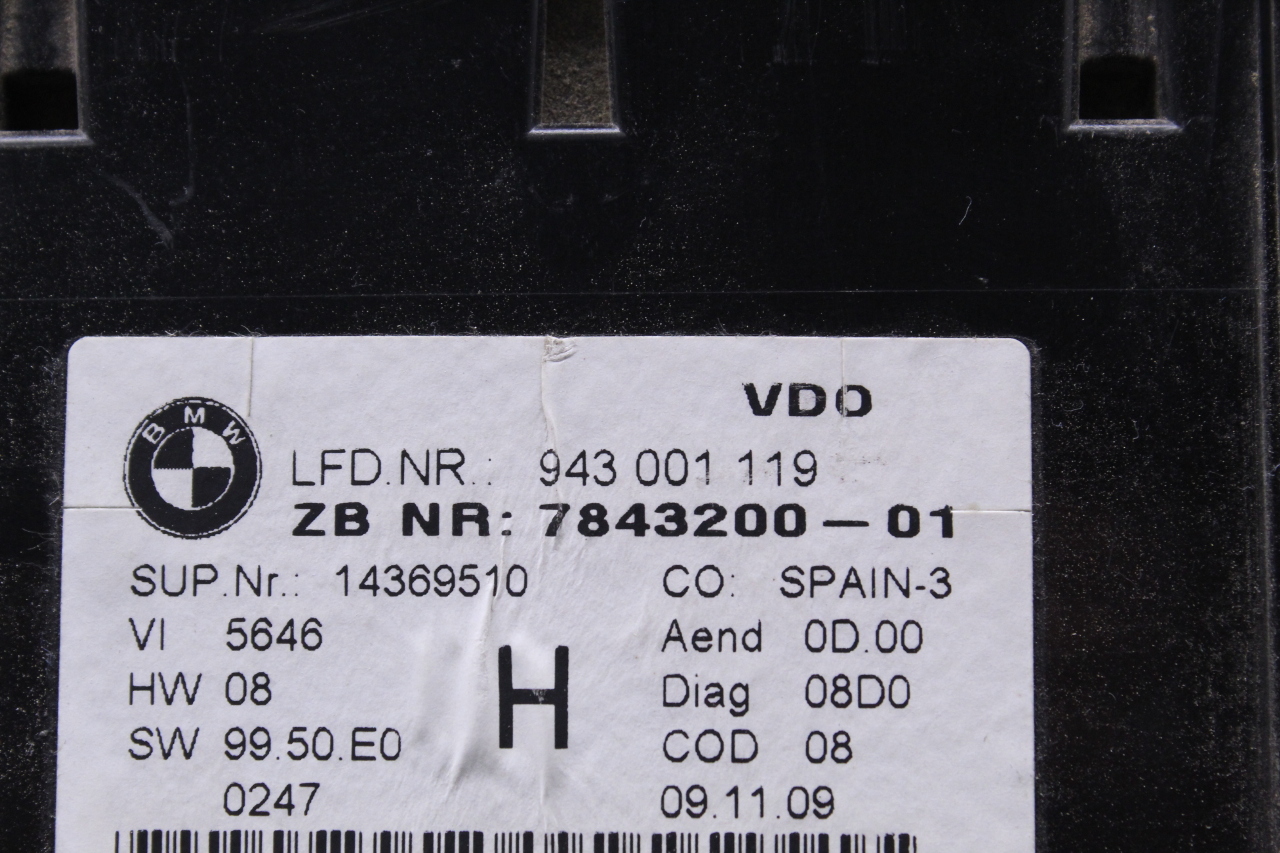 VDO
BMW
LFD.NR.: 943 001 119
ZB NR: 7843200-01
SUP.Nr.: 14369510 CO: SPAIN-3
VI 5646 Aend 0D.00
HW 08 H Diag 08D0
SW 99.50.E0 COD 08
0247 09.11.09